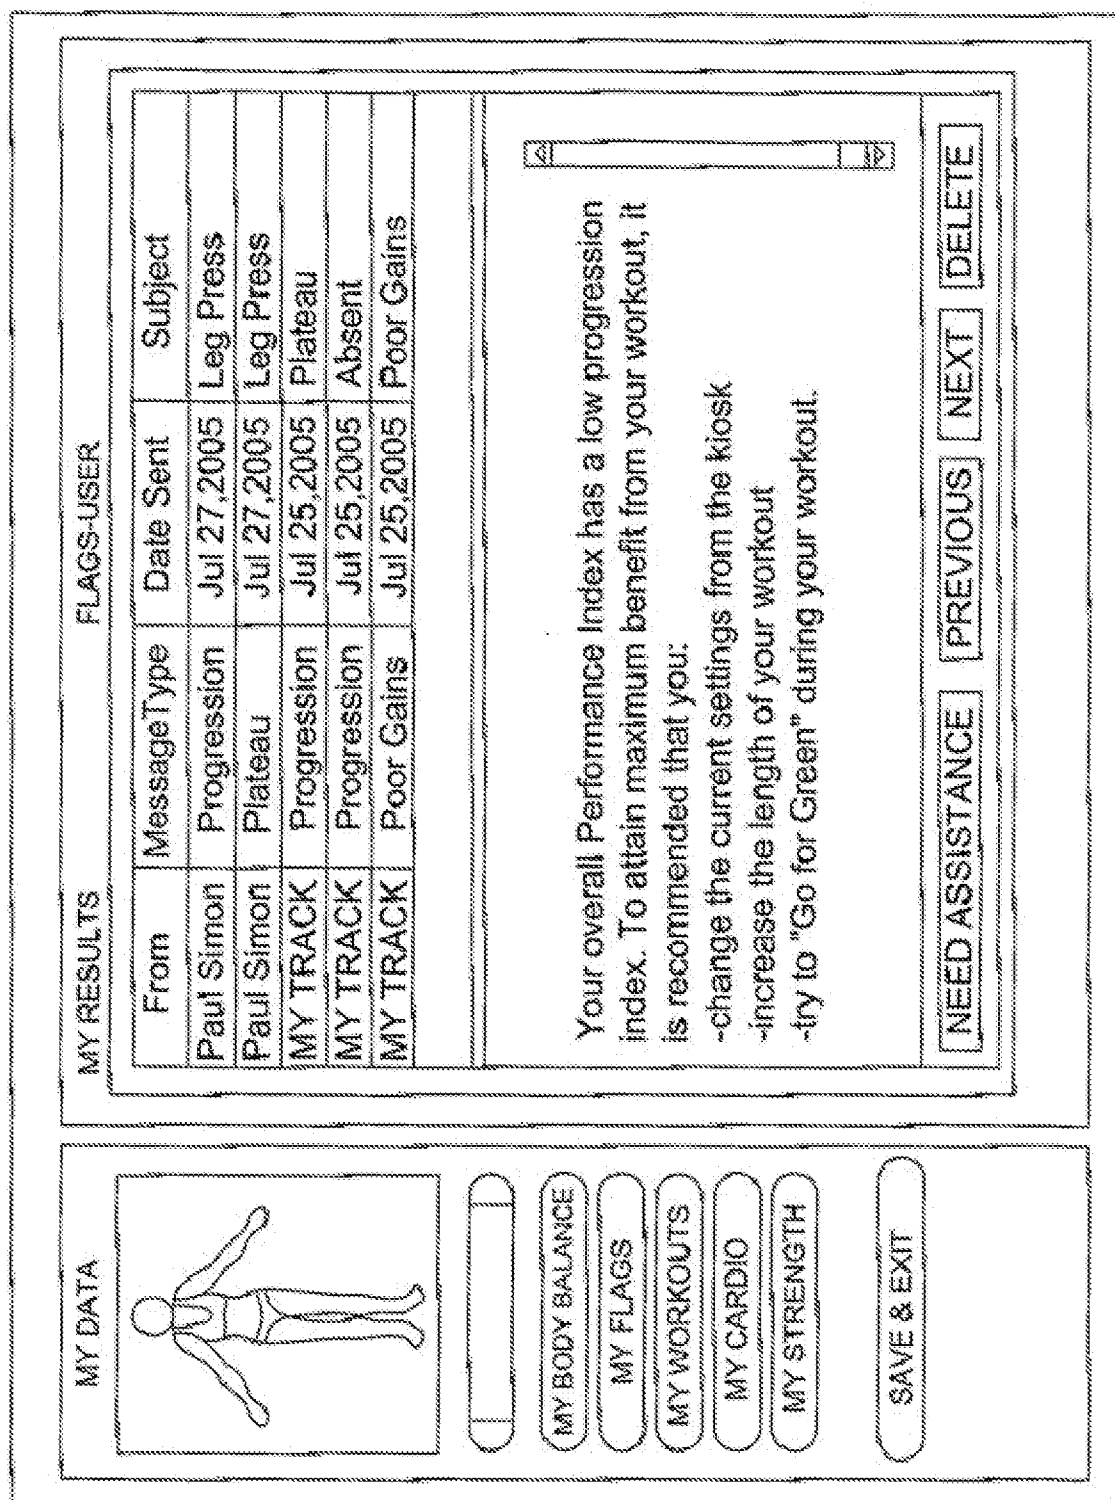 MY DATA
MY BODY BALANCE
MY FLAGS
MY WORKOUTS
MY CARDIO
MY STRENGTH
SAVE & EXIT
MY RESULTS FLAGS-USER
From MessageType Date Sent Subject
Paul Simon Progression Jul 27,2005 Leg Press
Paul Simon Plateau Jul 27,2005 Leg Press
MY TRACK Progression Jul 25,2005 Plateau
MY TRACK Progression Jul 25,2005 Absent
MY TRACK Poor Gains Jul 25,2005 Poor Gains
Your overall Performance Index has a low progression
index. To attain maximum benefit from your workout, it
is recommended that you:
-change the current settings from the kiosk
-increase the length of your workout
-try to "Go for Green" during your workout.
NEED ASSISTANCE PREVIOUS NEXT DELETE